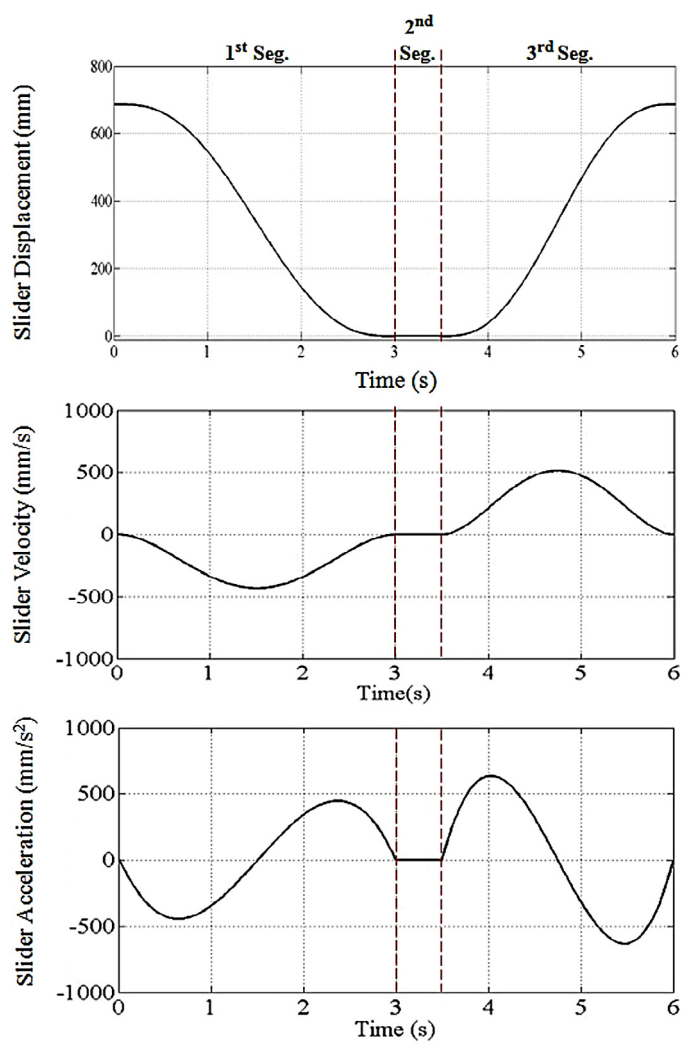 2nd
1st Seg. Seg. 3rd Seg.
Slider Displacement (mm)
800
600
400
200
0
0 1 2 3 4 5 6
Time (s)
Slider Velocity (mm/s)
1000
500
0
-500
-1000
0 1 2 3 4 5 6
Time(s)
Slider Acceleration (mm/s2)
1000
500
0
-500
-1000
0 1 2 3 4 5 6
Time (s)